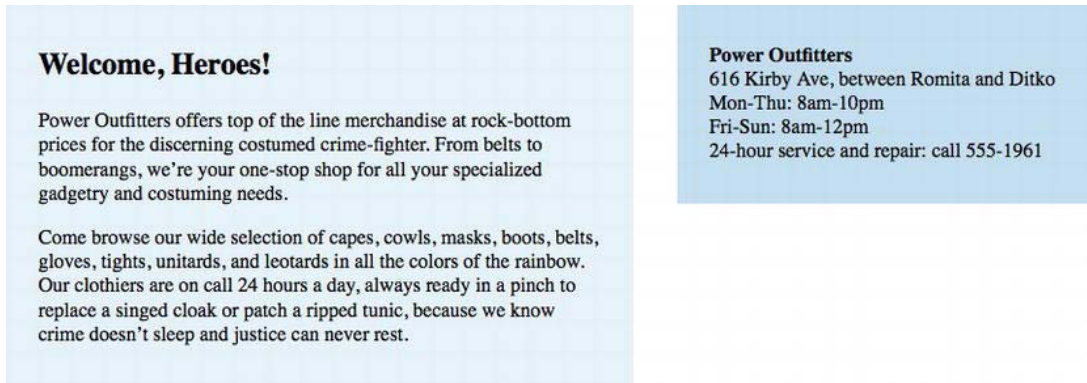 Welcome, Heroes!
Power Outfitters offers top of the line merchandise at rock-bottom
prices for the discerning costumed crime-fighter. From belts to
boomerangs, we’re your one-stop shop for all your specialized
gadgetry and costuming needs.
Come browse our wide selection of capes, cowls, masks, boots, belts,
gloves, tights, unitards, and leotards in all the colors of the rainbow.
Our clothiers are on call 24 hours a day, always ready in a pinch to
replace a singed cloak or patch a ripped tunic, because we know
crime doesn’t sleep and justice can never rest.
Power Outfitters
616 Kirby Ave, between Romita and Ditko
Mon-Thu: 8am-10pm
Fri-Sun: 8am-12pm
24-hour service and repair: call 555-1961